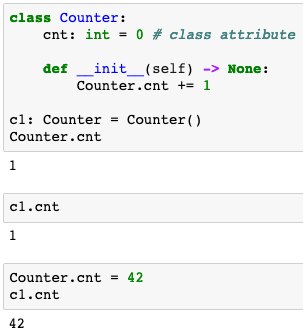 class Counter:
    cnt: int = 0 # class attribute

    def __init__(self) -> None:
        Counter.cnt += 1

c1: Counter = Counter()
Counter.cnt
1
c1.cnt
1
Counter.cnt = 42
c1.cnt
42